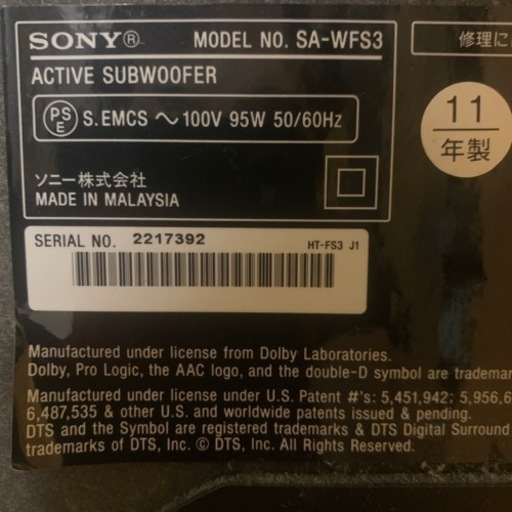 SONY® MODEL NO. SA-WFS3
修理に
ACTIVE SUBWOOFER
PSE S.EMCS ～ 100V 95W 50/60Hz
11
年製
ソニー株式会社
MADE IN MALAYSIA
SERIAL NO. 2217392
HT-FS3 J1
Manufactured under license from Dolby Laboratories.
Dolby, Pro Logic, the AAC logo, and the double-D symbol are trademar
Manufactured under license under U.S. Patent #'s: 5,451,942; 5,956,6
6,487,535 & other U.S. and worldwide patents issued & pending.
DTS and the Symbol are registered trademarks & DTS Digital Surround
trademarks of DTS, Inc. © DTS, Inc. All Rights Reserved.